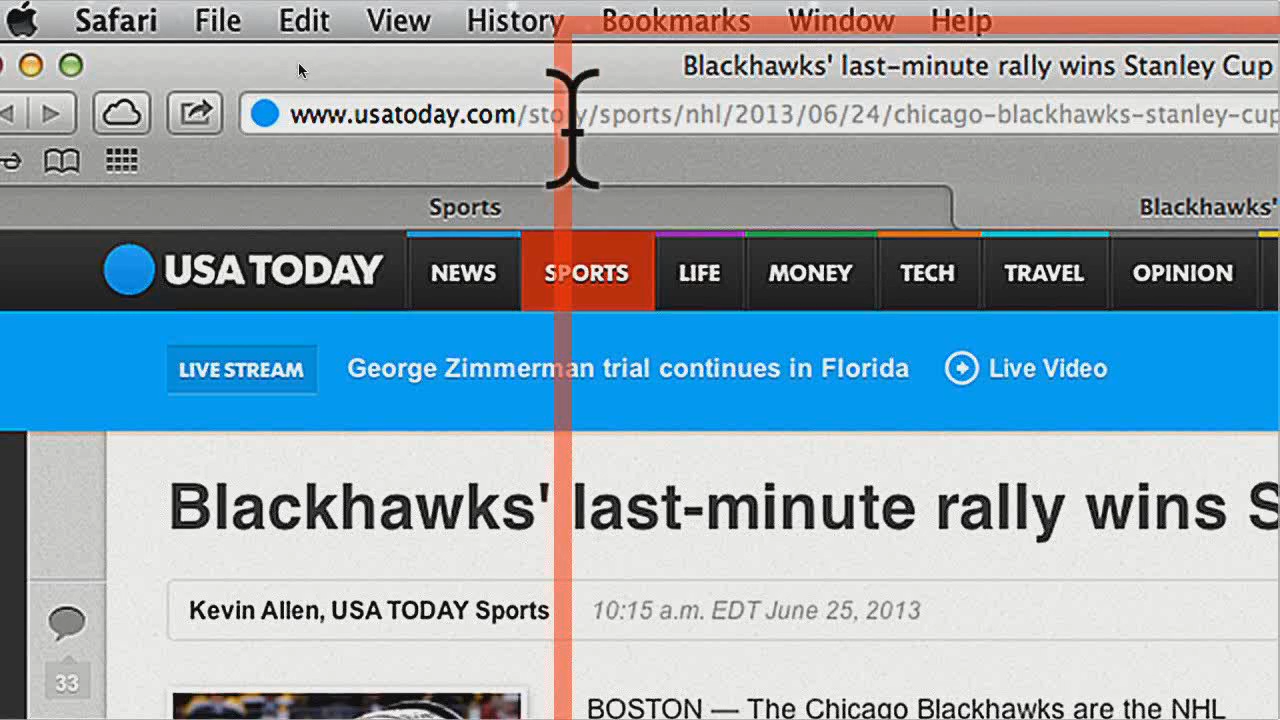 Safari File Edit View History Bookmarks Window Help
Blackhawks' last-minute rally wins Stanley Cup
www.usatoday.com/story/sports/nhl/2013/06/24/chicago-blackhawks-stanley-cup
Sports Blackhawks'
USA TODAY NEWS SPORTS LIFE MONEY TECH TRAVEL OPINION
LIVE STREAM George Zimmerman trial continues in Florida Live Video
Blackhawks' last-minute rally wins S
Kevin Allen, USA TODAY Sports 10:15 a.m. EDT June 25, 2013
33
BOSTON — The Chicago Blackhawks are the NHL